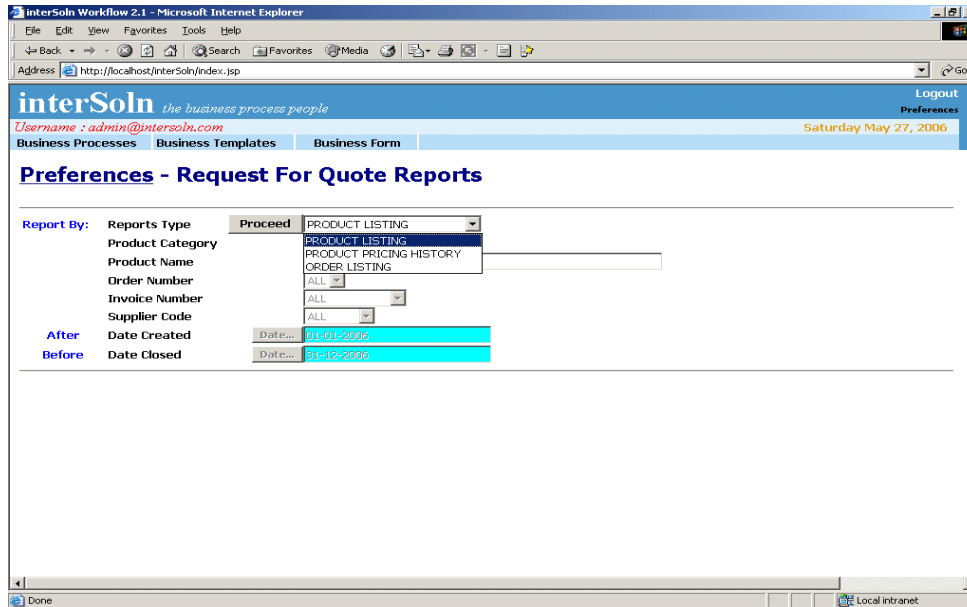 interSoln Workflow 2.1 - Microsoft Internet Explorer
File Edit View Favorites Tools Help
Back Search Favorites Media
Address http://localhost/interSoln/index.jsp Go
interSoln the business process people Logout
Preferences
Username : admin@intersoln.com Saturday May 27, 2006
Business Processes Business Templates Business Form
Preferences - Request For Quote Reports
Report By: Reports Type Proceed PRODUCT LISTING
Product Category PRODUCT LISTING
PRODUCT PRICING HISTORY
Product Name
ORDER LISTING
Order Number ALL
Invoice Number ALL
Supplier Code ALL
After Date Created Date... 01-01-2006
Before Date Closed Date... 31-12-2006
Done Local intranet